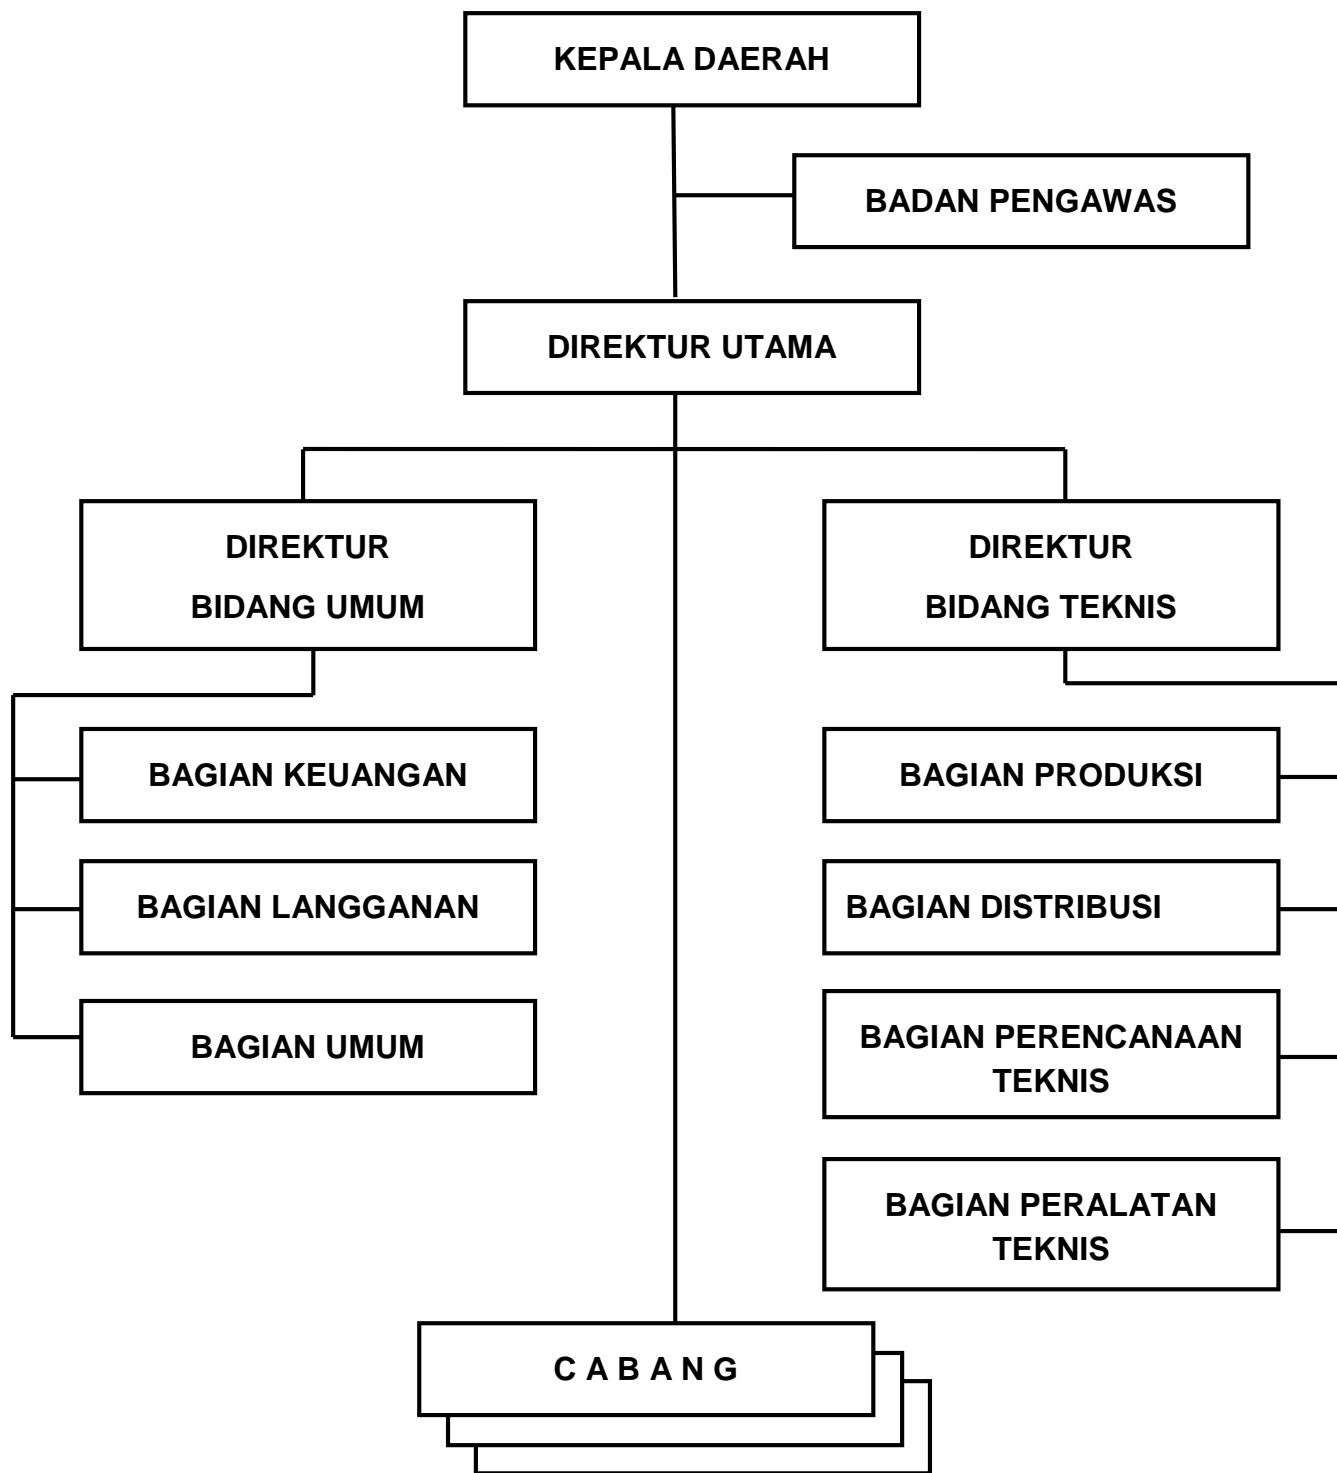 KEPALA DAERAH
BADAN PENGAWAS
DIREKTUR UTAMA
DIREKTUR
BIDANG UMUM
DIREKTUR
BIDANG TEKNIS
BAGIAN KEUANGAN
BAGIAN PRODUKSI
BAGIAN LANGGANAN
BAGIAN DISTRIBUSI
BAGIAN UMUM
BAGIAN PERENCANAAN
TEKNIS
BAGIAN PERALATAN
TEKNIS
C A B A N G